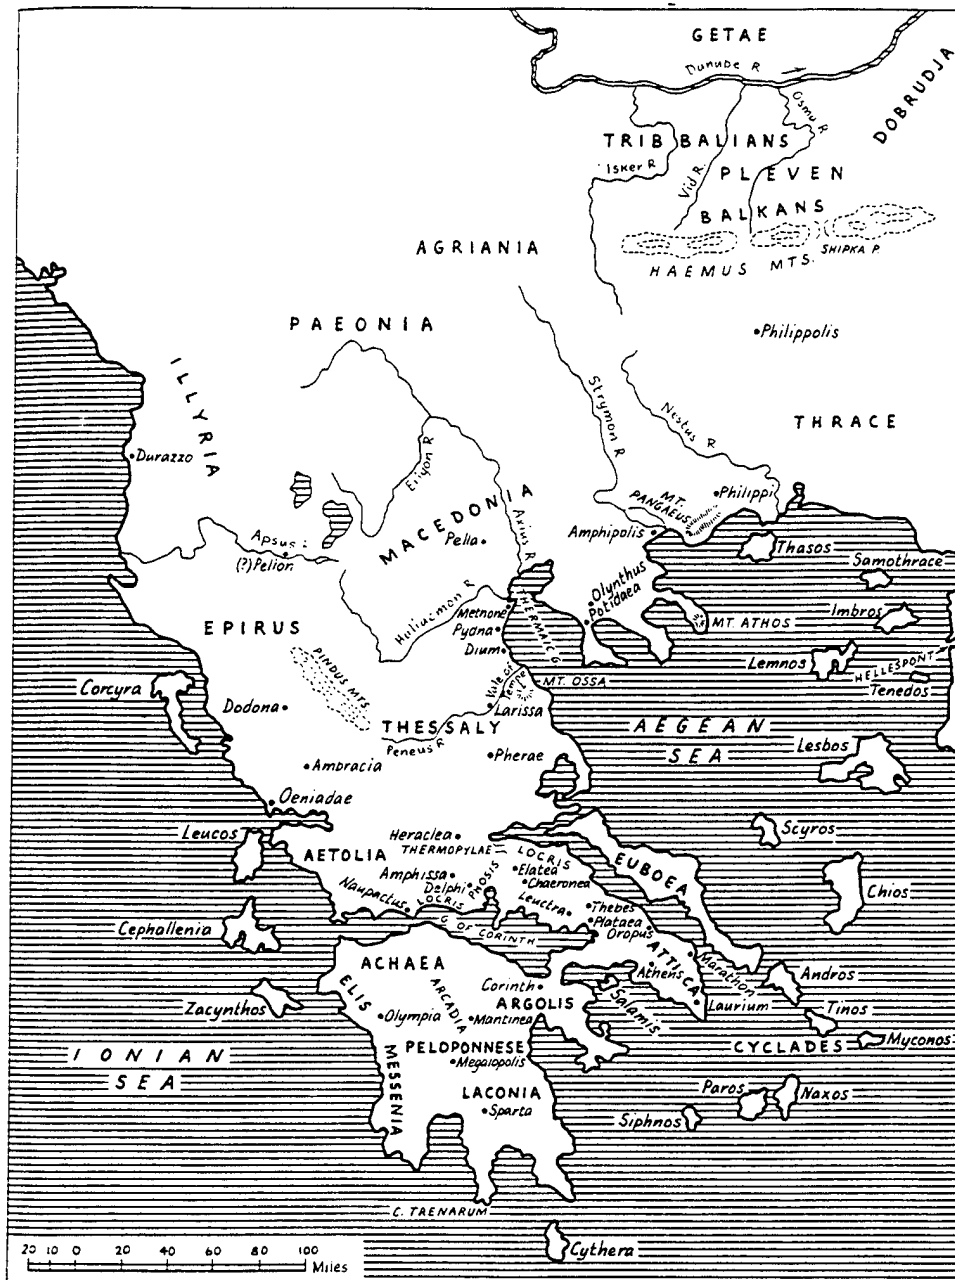 GETAE
Danube R
DOBRUDJA
Osmu R
TRIBBALIANS
Isker R
Vid R.
PLEVEN
BALKANS
SHIPKA P.
HAEMUS MTS.
AGRIANIA
PAEONIA
Philippolis
ILLYRIA
Strymon R
Nestus R
THRACE
Durazzo
Eriyon R
MACEDONIA
Axius R
MT. PANGAEUS
Philippi
Amphipolis
Thasos
Samothrace
Apsus
(?) Pelion
Pella
Olynthus
Potidaea
Imbros
MT. ATHOS
Haliacmon R
Metnone
Pydna
Dium
THERMAIC G.
EPIRUS
PINDUS MTS.
Lemnos
HELLESPONT
Tenedos
Corcyra
Vale of Tempe
MT. OSSA
Larissa
Dodona
THESSALY
Peneus R
AEGEAN
SEA
Lesbos
Pherae
Ambracia
Oeniadae
Scyros
Leucos
Heraclea
THERMOPYLAE
AETOLIA
LOCRIS
EUBOEA
Elatea
Amphissa
Delphi
PHOSIS
Chaeronea
Chios
Naupactus
LOCRIS
Leuctra
Thebes
Plataea
Oropus
Cephallenia
G. OF CORINTH
ATTICA
Marathon
ACHAEA
Athens
Andros
ELIS
ARCADIA
Corinth
ARGOLIS
Salamis
Laurium
Zacynthos
Olympia
Mantinea
Tinos
IONIAN
SEA
PELOPONNESE
CYCLADES
Myconos
Megalopolis
MESSENIA
LACONIA
Sparta
Paros
Naxos
Siphnos
C. TRENARUM
Cythera
20 10 0 20 40 60 80 100
Miles